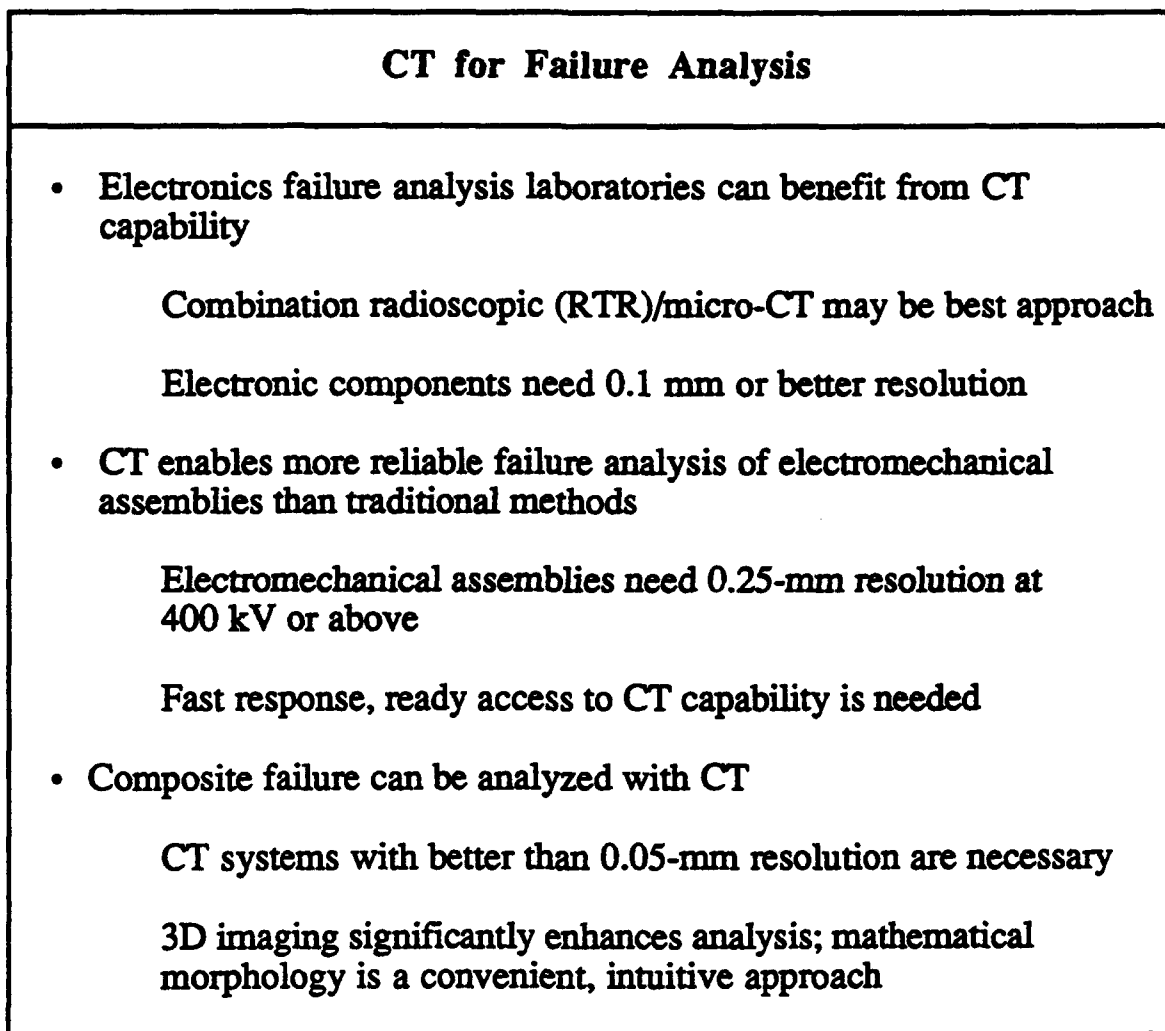 CT for Failure Analysis
• Electronics failure analysis laboratories can benefit from CT
capability
Combination radioscopic (RTR)/micro-CT may be best approach
Electronic components need 0.1 mm or better resolution
• CT enables more reliable failure analysis of electromechanical
assemblies than traditional methods
Electromechanical assemblies need 0.25-mm resolution at
400 kV or above
Fast response, ready access to CT capability is needed
• Composite failure can be analyzed with CT
CT systems with better than 0.05-mm resolution are necessary
3D imaging significantly enhances analysis; mathematical
morphology is a convenient, intuitive approach